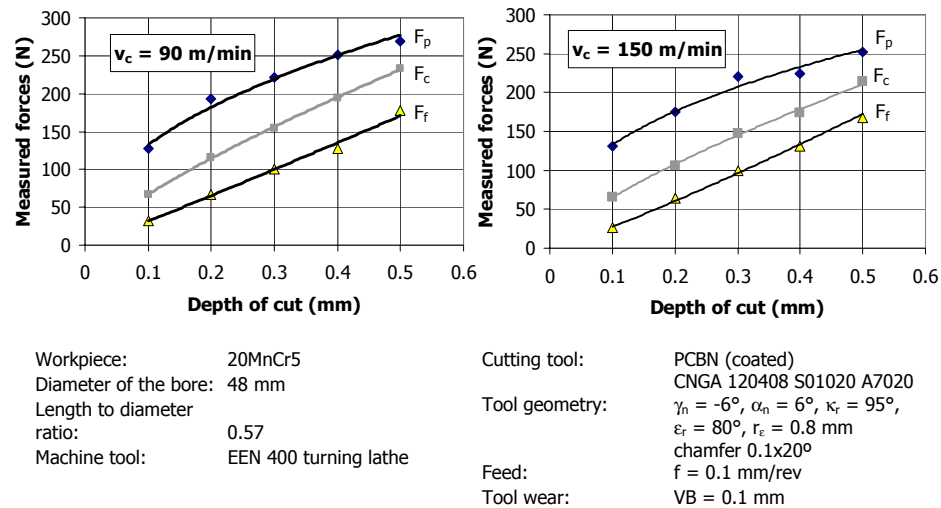 300
250
200
150
100
50
0
0 0.1 0.2 0.3 0.4 0.5 0.6
Measured forces (N)
Depth of cut (mm)
v_c = 90 m/min
F_p
F_c
F_f
300
250
200
150
100
50
0
0 0.1 0.2 0.3 0.4 0.5 0.6
Measured forces (N)
Depth of cut (mm)
v_c = 150 m/min
F_p
F_c
F_f
Workpiece: 20MnCr5
Diameter of the bore: 48 mm
Length to diameter
ratio: 0.57
Machine tool: EEN 400 turning lathe
Cutting tool: PCBN (coated)
CNGA 120408 S01020 A7020
Tool geometry: γ_n = -6°, α_n = 6°, κ_r = 95°,
ε_r = 80°, r_ε = 0.8 mm
chamfer 0.1x20º
Feed: f = 0.1 mm/rev
Tool wear: VB = 0.1 mm